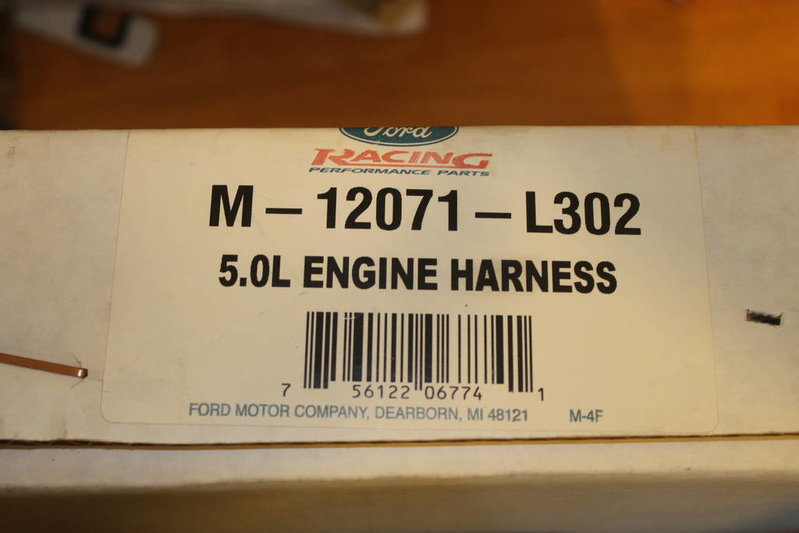 Ford
RACING
PERFORMANCE PARTS
M – 12071 – L302
5.0L ENGINE HARNESS
7 56122 06774 1
FORD MOTOR COMPANY, DEARBORN, MI 48121 M-4F